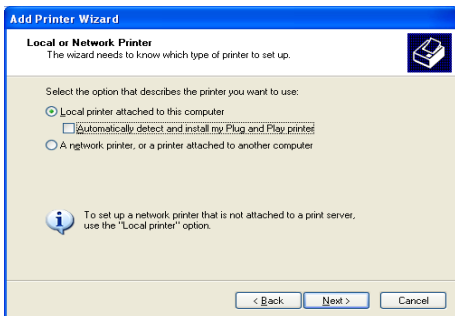 Add Printer Wizard
Local or Network Printer
The wizard needs to know which type of printer to set up.
Select the option that describes the printer you want to use:
Local printer attached to this computer
Automatically detect and install my Plug and Play printer
A network printer, or a printer attached to another computer
To set up a network printer that is not attached to a print server,
use the "Local printer" option.
< Back Next > Cancel